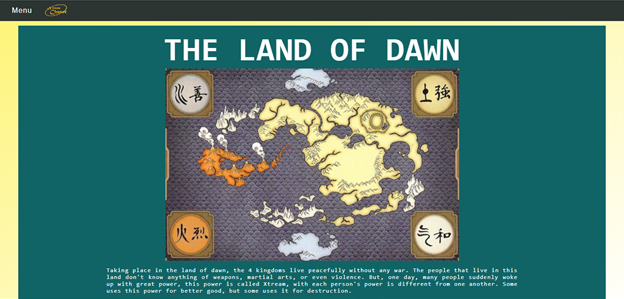 Menu
THE LAND OF DAWN
水善
土強
火烈
气和
Taking place in the land of dawn, the 4 kingdoms live peacefully without any war. The people that live in this
land don't know anything of weapons, martial arts, or even violence. But, one day, many people suddenly woke
up with great power, this power is called Xtream, with each person's power is different from one another. Some
uses this power for better good, but some uses it for destruction.